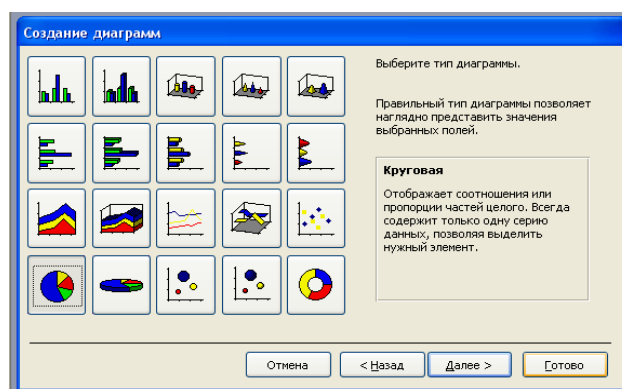 Создание диаграмм
Выберите тип диаграммы.
Правильный тип диаграммы позволяет
наглядно представить значения
выбранных полей.
Круговая
Отображает соотношения или
пропорции частей целого. Всегда
содержит только одну серию
данных, позволяя выделить
нужный элемент.
Отмена
< Назад
Далее >
Готово